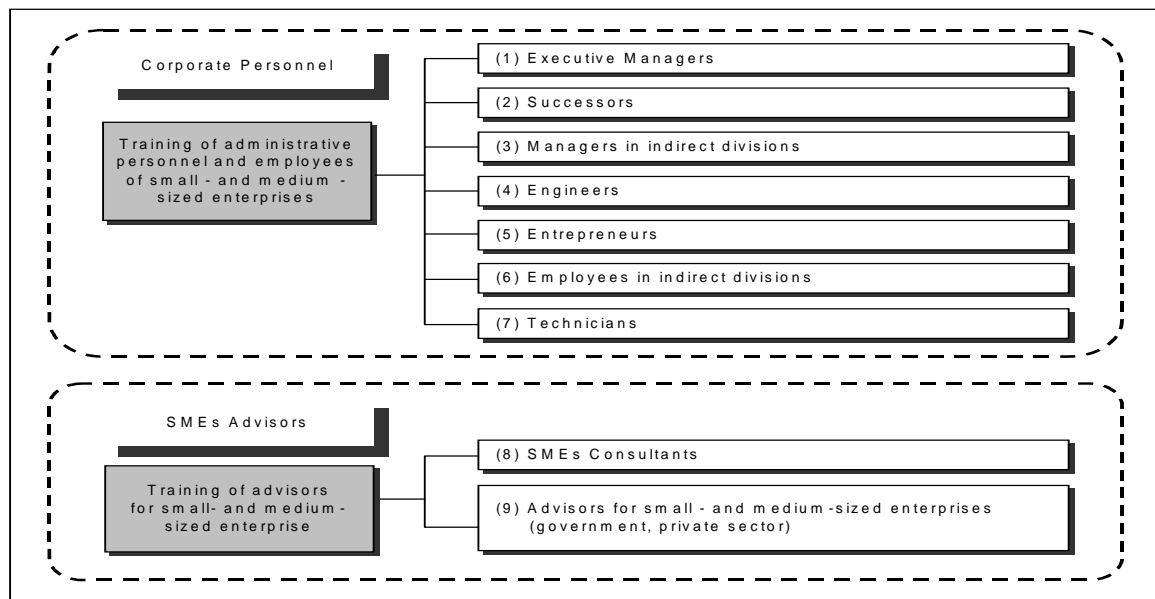 Corporate Personnel
Training of administrative
personnel and employees
of small - and medium -
sized enterprises
(1) Executive Managers
(2) Successors
(3) Managers in indirect divisions
(4) Engineers
(5) Entrepreneurs
(6) Employees in indirect divisions
(7) Technicians
SMEs Advisors
Training of advisors
for small- and medium-
sized enterprise
(8) SMEs Consultants
(9) Advisors for small - and medium -sized enterprises
(government, private sector)